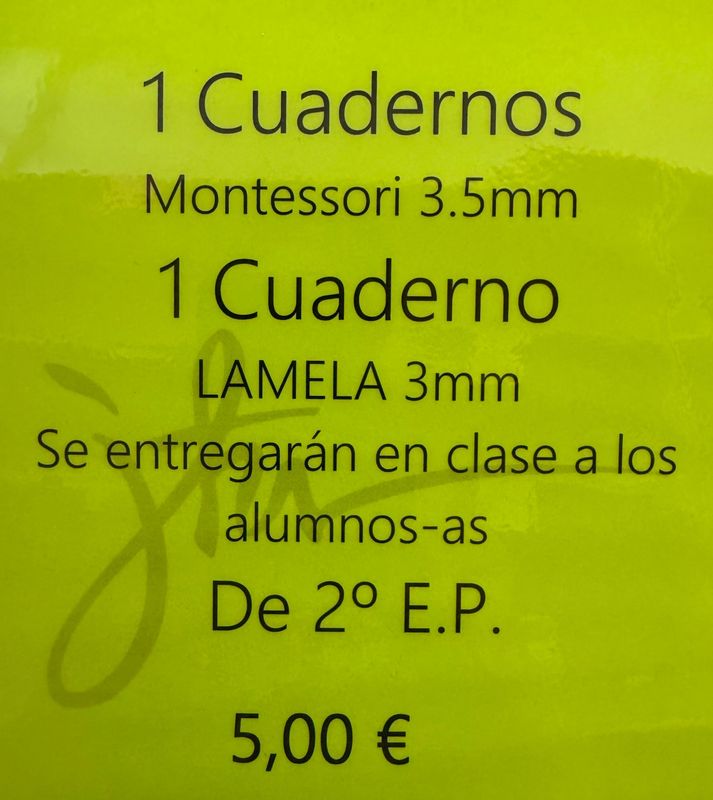 1 Cuadernos
Montessori 3.5mm
1 Cuaderno
LAMELA 3mm
Se entregarán en clase a los
alumnos-as
De 2º E.P.
5,00 €